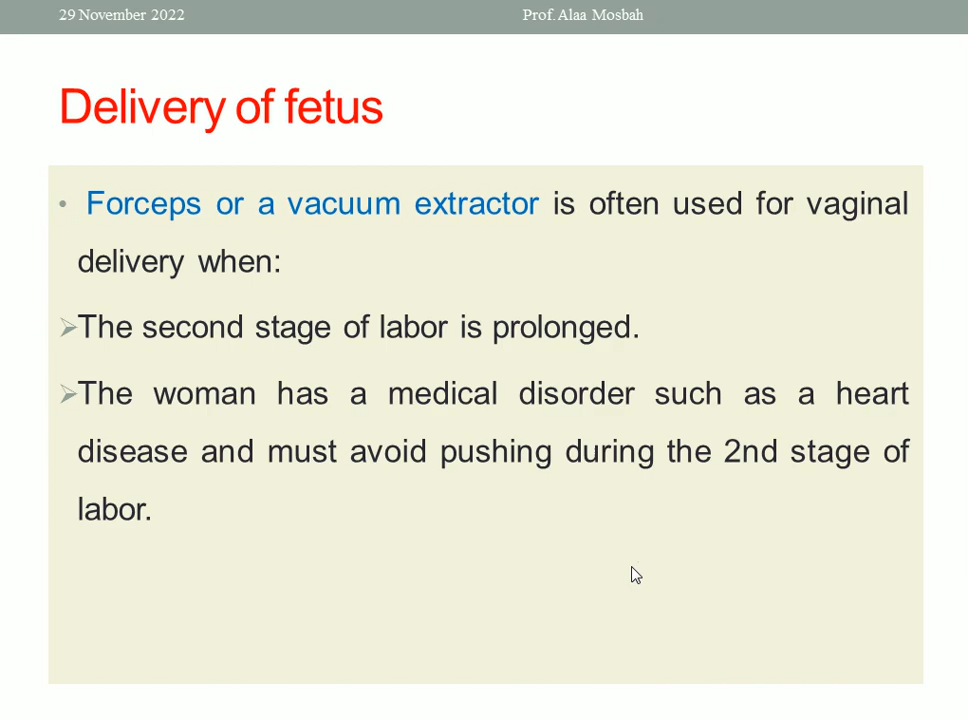 29 November 2022 Prof. Alaa Mosbah
Delivery of fetus
• Forceps or a vacuum extractor is often used for vaginal
delivery when:
➢The second stage of labor is prolonged.
➢The woman has a medical disorder such as a heart
disease and must avoid pushing during the 2nd stage of
labor.